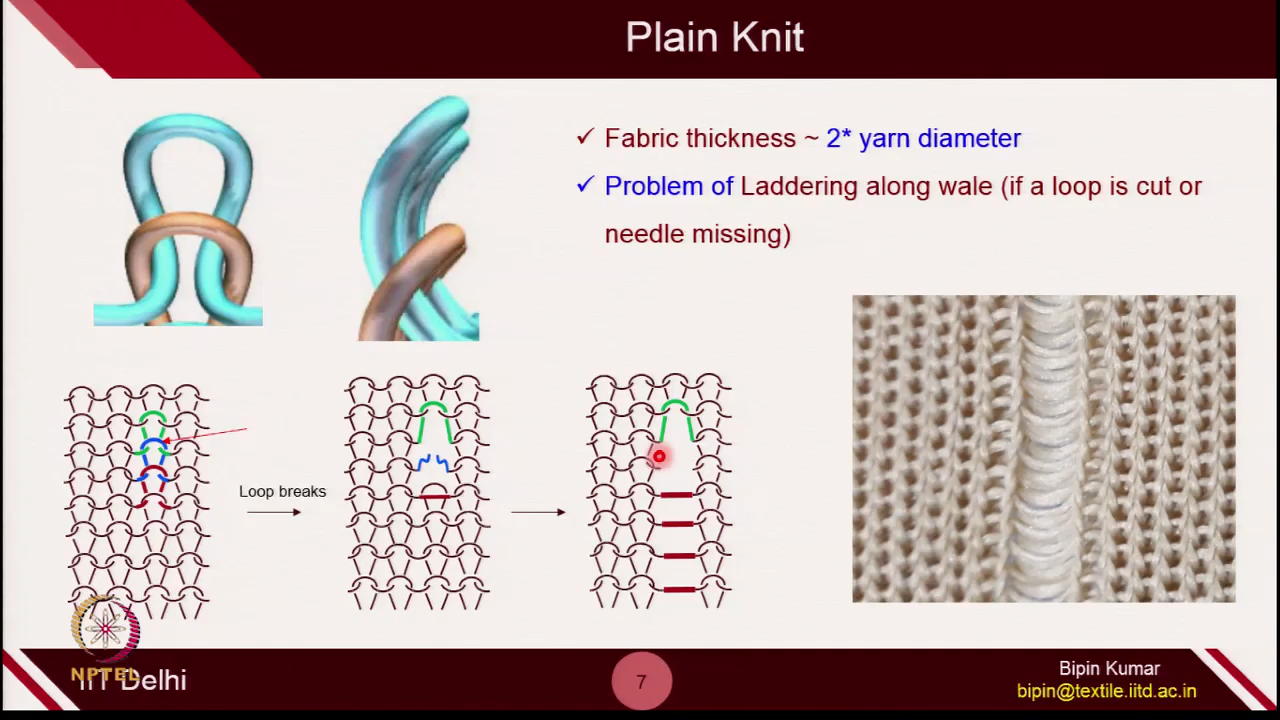 Plain Knit
✓ Fabric thickness ~ 2* yarn diameter
✓ Problem of Laddering along wale (if a loop is cut or
needle missing)
Loop breaks
NPTEL
IIT Delhi
7
Bipin Kumar
bipin@textile.iitd.ac.in